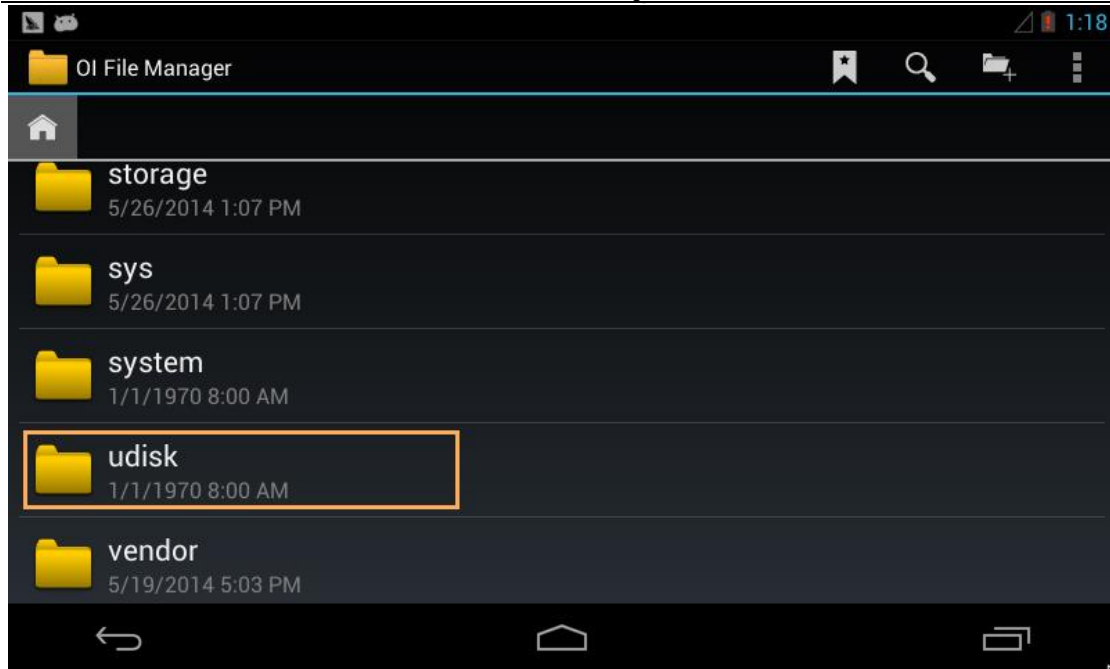 1:18
OI File Manager
storage
5/26/2014 1:07 PM
sys
5/26/2014 1:07 PM
system
1/1/1970 8:00 AM
udisk
1/1/1970 8:00 AM
vendor
5/19/2014 5:03 PM